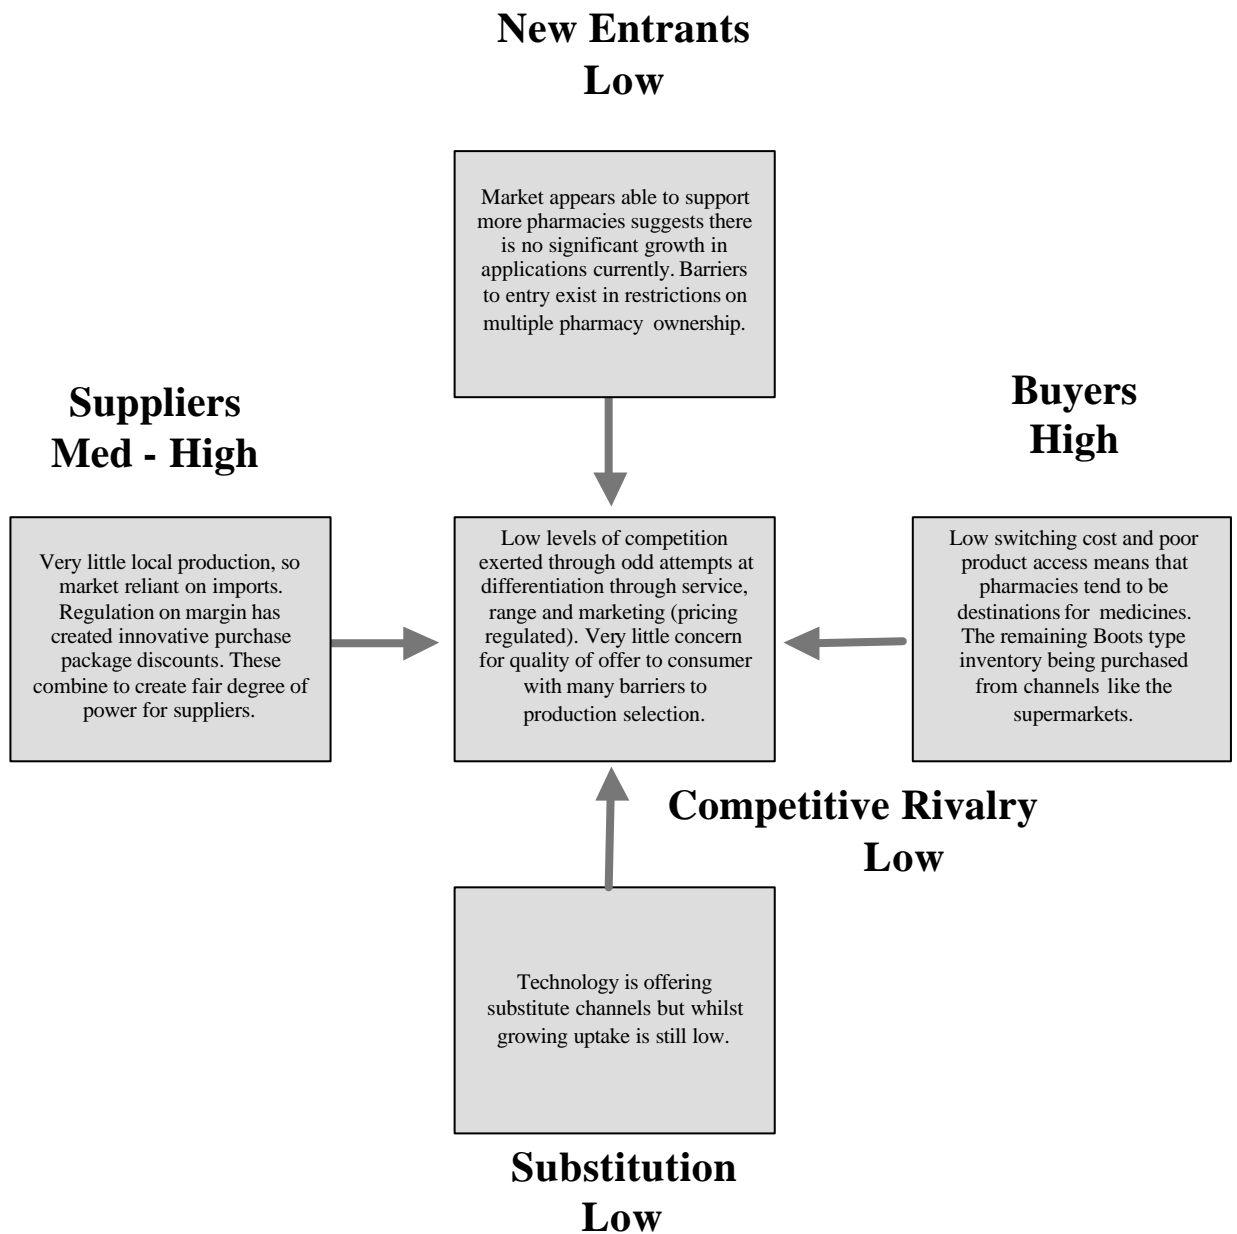 New Entrants
Low
Market appears able to support
more pharmacies suggests there
is no significant growth in
applications currently. Barriers
to entry exist in restrictions on
multiple pharmacy ownership.
Suppliers
Med - High
Buyers
High
Very little local production, so
market reliant on imports.
Regulation on margin has
created innovative purchase
package discounts. These
combine to create fair degree of
power for suppliers.
Low levels of competition
exerted through odd attempts at
differentiation through service,
range and marketing (pricing
regulated). Very little concern
for quality of offer to consumer
with many barriers to
production selection.
Low switching cost and poor
product access means that
pharmacies tend to be
destinations for medicines.
The remaining Boots type
inventory being purchased
from channels like the
supermarkets.
Competitive Rivalry
Low
Technology is offering
substitute channels but whilst
growing uptake is still low.
Substitution
Low